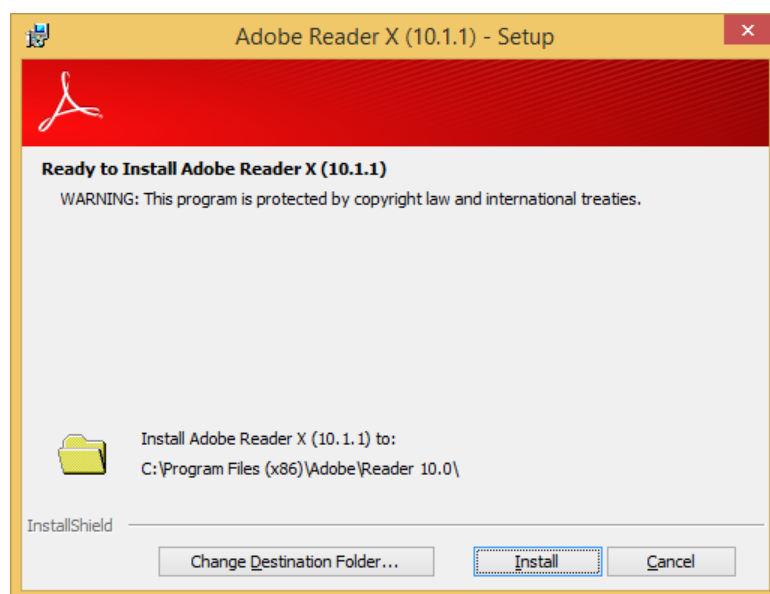 Adobe Reader X (10.1.1) - Setup
Ready to Install Adobe Reader X (10.1.1)
WARNING: This program is protected by copyright law and international treaties.
Install Adobe Reader X (10.1.1) to:
C:\Program Files (x86)\Adobe\Reader 10.0\
InstallShield
Change Destination Folder... Install Cancel